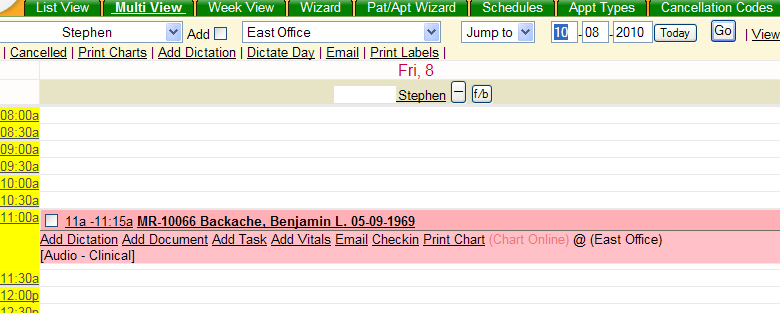 List View Multi View Week View Wizard Pat/Apt Wizard Schedules Appt Types Cancellation Codes
Stephen Add East Office Jump to 10-08-2010 Today Go | View
| Cancelled | Print Charts | Add Dictation | Dictate Day | Email | Print Labels |
Fri, 8
Stephen — f/b
08:00a
08:30a
09:00a
09:30a
10:00a
10:30a
11:00a 11a -11:15a MR-10066 Backache, Benjamin L. 05-09-1969
Add Dictation Add Document Add Task Add Vitals Email Checkin Print Chart (Chart Online) @ (East Office)
[Audio - Clinical]
11:30a
12:00p
12:30p